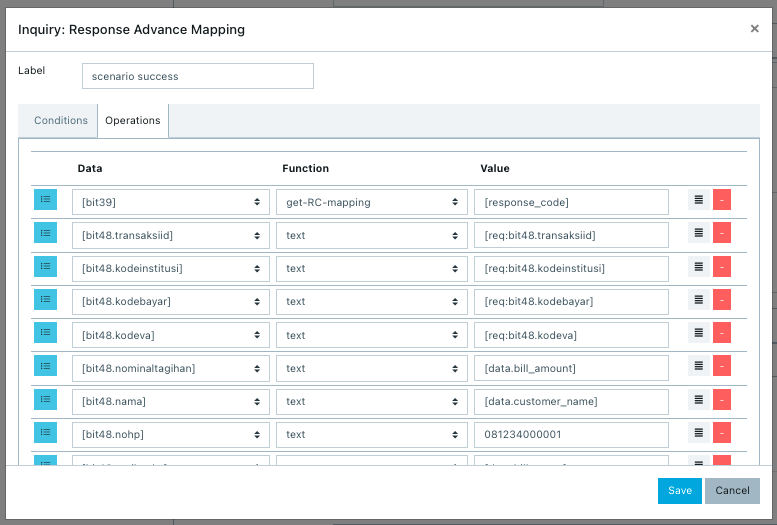 Inquiry: Response Advance Mapping ×
Label scenario success
Conditions Operations
Data Function Value
[bit39] get-RC-mapping [response_code] -
[bit48.transaksiid] text [req:bit48.transaksiid] -
[bit48.kodeinstitusi] text [req:bit48.kodeinstitusi] -
[bit48.kodebayar] text [req:bit48.kodebayar] -
[bit48.kodeva] text [req:bit48.kodeva] -
[bit48.nominaltagihan] text [data.bill_amount] -
[bit48.nama] text [data.customer_name] -
[bit48.nohp] text 081234000001 -
Save Cancel